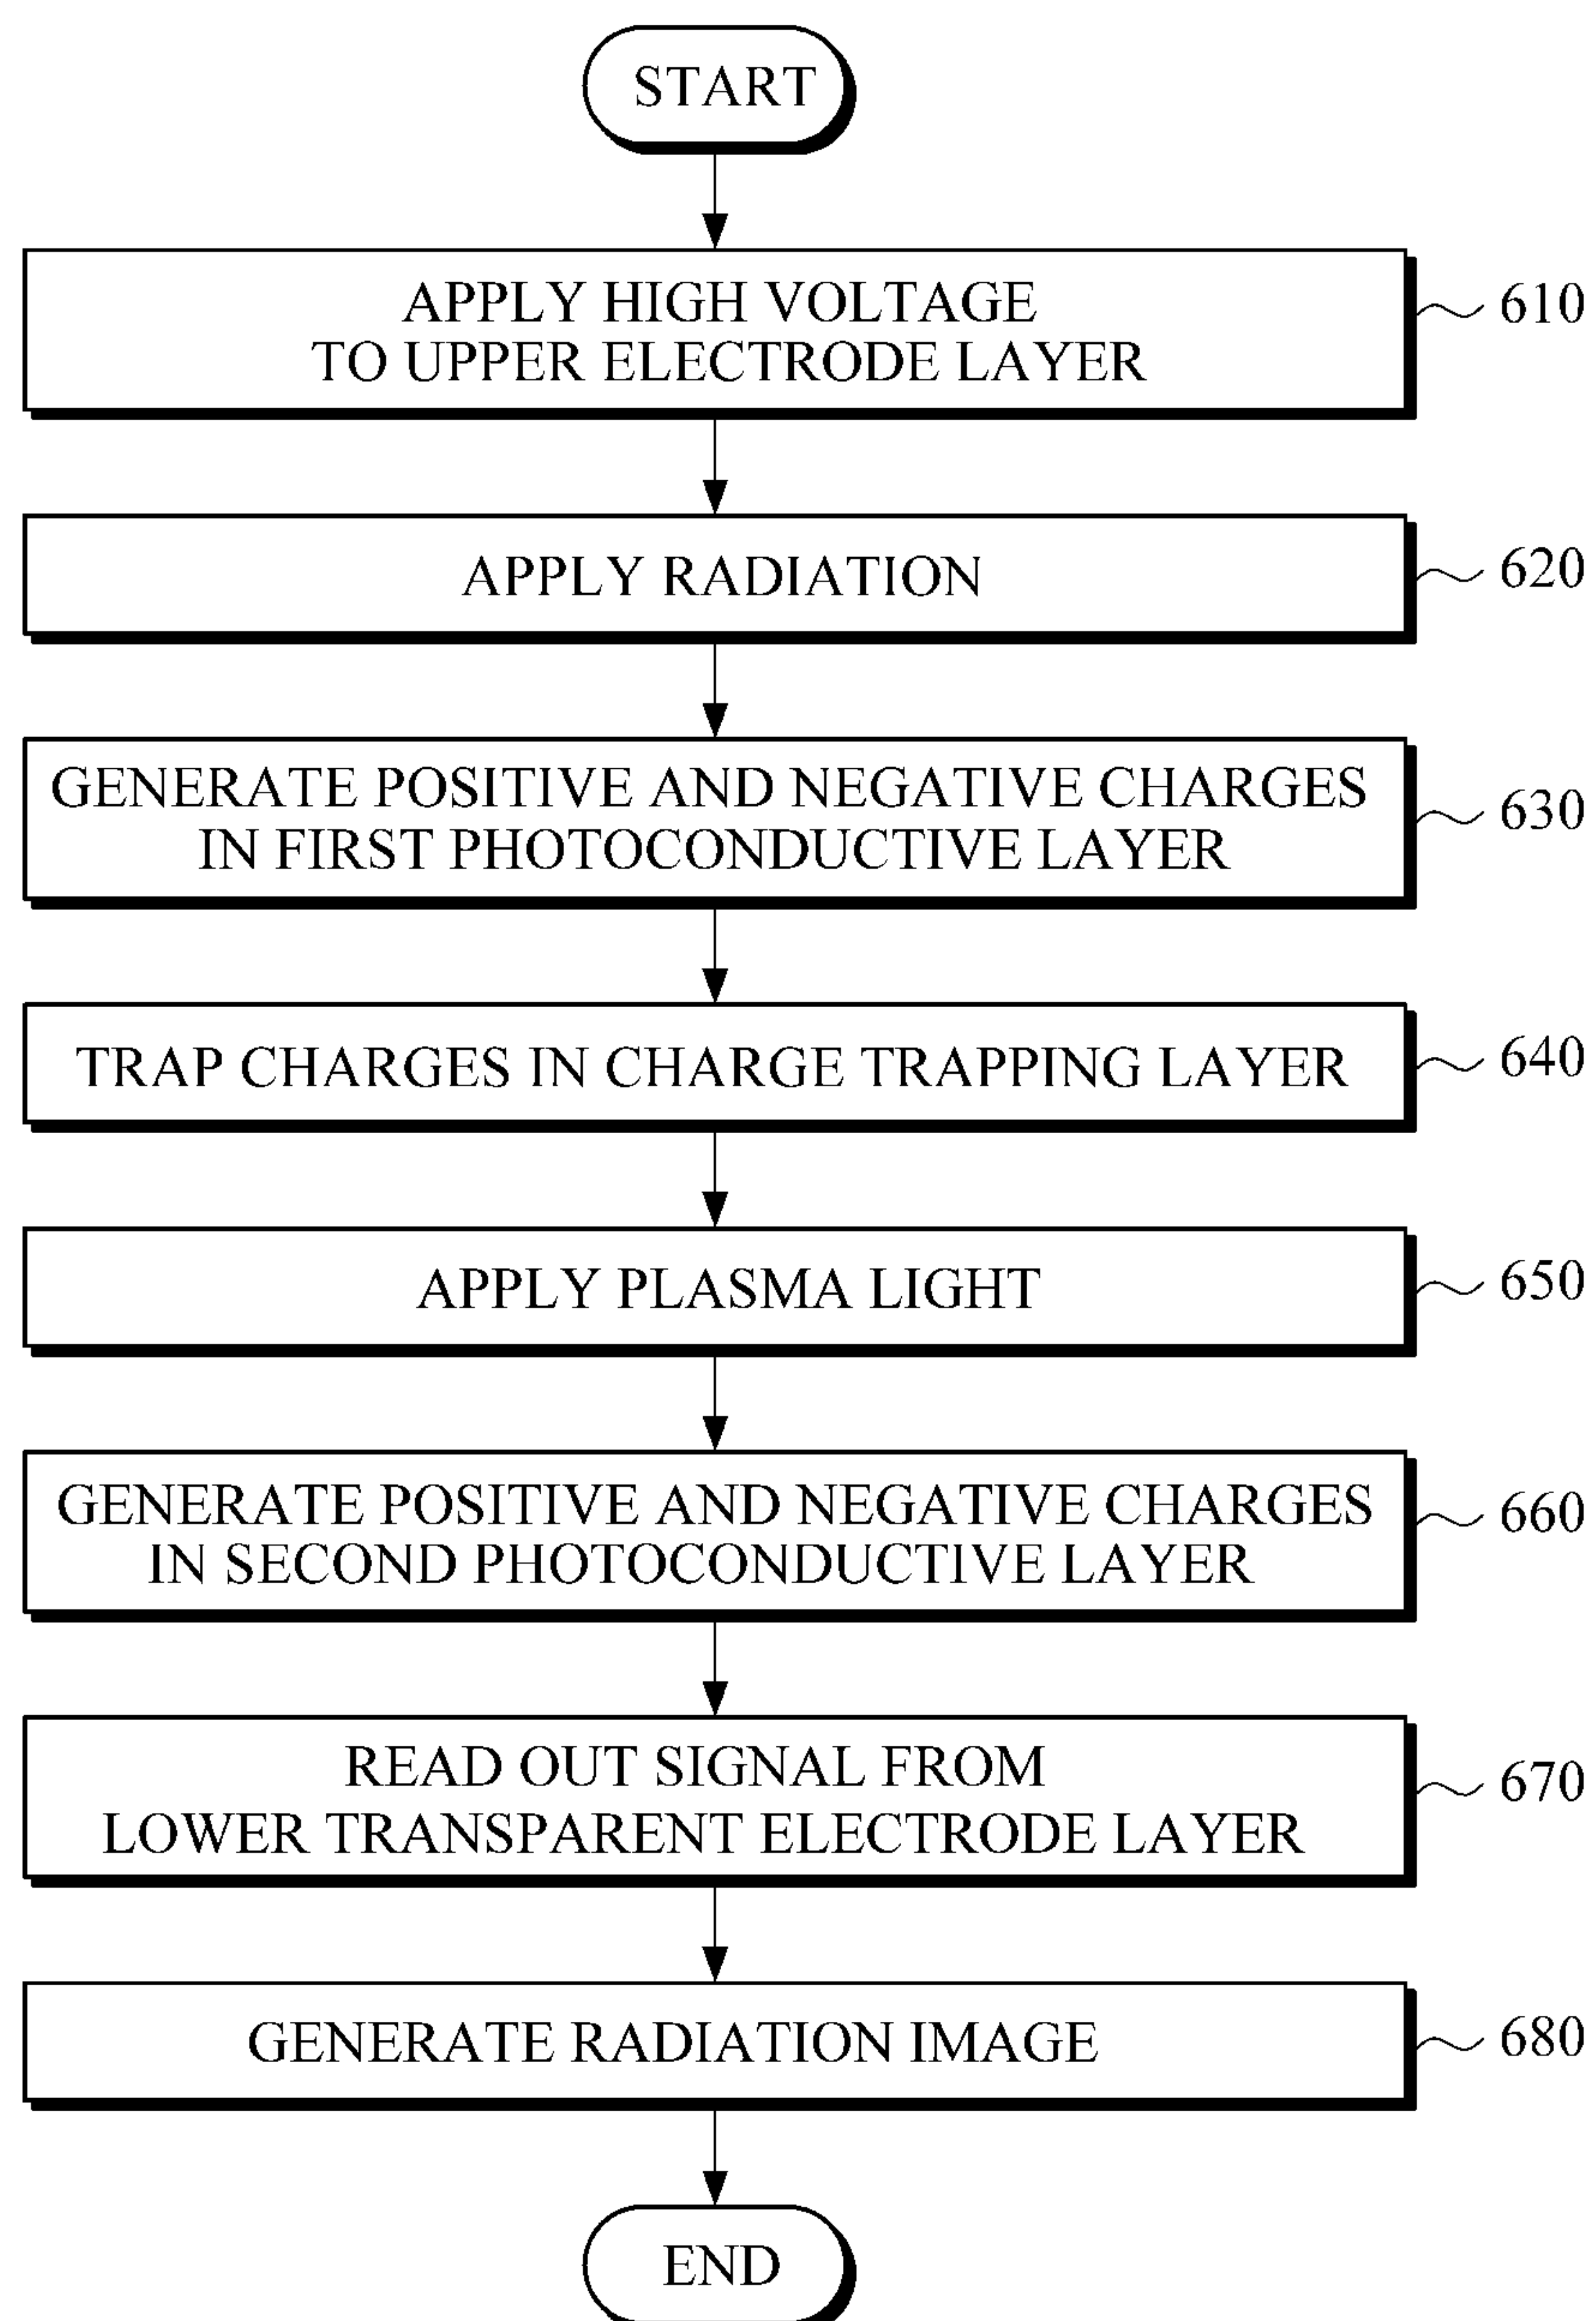 START
APPLY HIGH VOLTAGE
TO UPPER ELECTRODE LAYER
610
APPLY RADIATION
620
GENERATE POSITIVE AND NEGATIVE CHARGES
IN FIRST PHOTOCONDUCTIVE LAYER
630
TRAP CHARGES IN CHARGE TRAPPING LAYER
640
APPLY PLASMA LIGHT
650
GENERATE POSITIVE AND NEGATIVE CHARGES
IN SECOND PHOTOCONDUCTIVE LAYER
660
READ OUT SIGNAL FROM
LOWER TRANSPARENT ELECTRODE LAYER
670
GENERATE RADIATION IMAGE
680
END